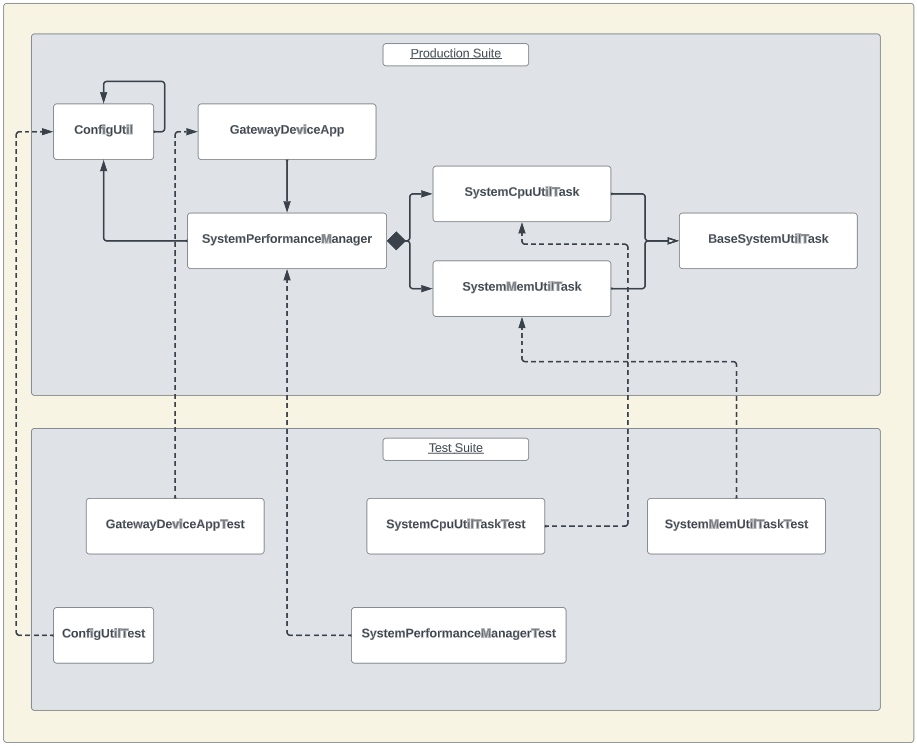 Production Suite
ConfigUtil
GatewayDeviceApp
SystemCpuUtilTask
SystemPerformanceManager
BaseSystemUtilTask
SystemMemUtilTask
Test Suite
GatewayDeviceAppTest
SystemCpuUtilTaskTest
SystemMemUtilTaskTest
ConfigUtilTest
SystemPerformanceManagerTest